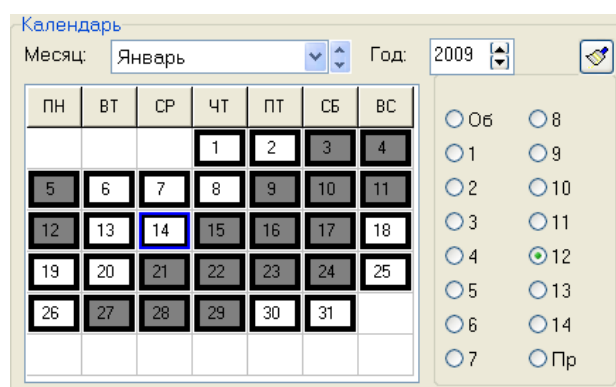 Календарь
Месяц: Январь Год: 2009
ПН ВТ СР ЧТ ПТ СБ ВС
1 2 3 4
5 6 7 8 9 10 11
12 13 14 15 16 17 18
19 20 21 22 23 24 25
26 27 28 29 30 31
Об 8
1 9
2 10
3 11
4 12
5 13
6 14
7 Пр